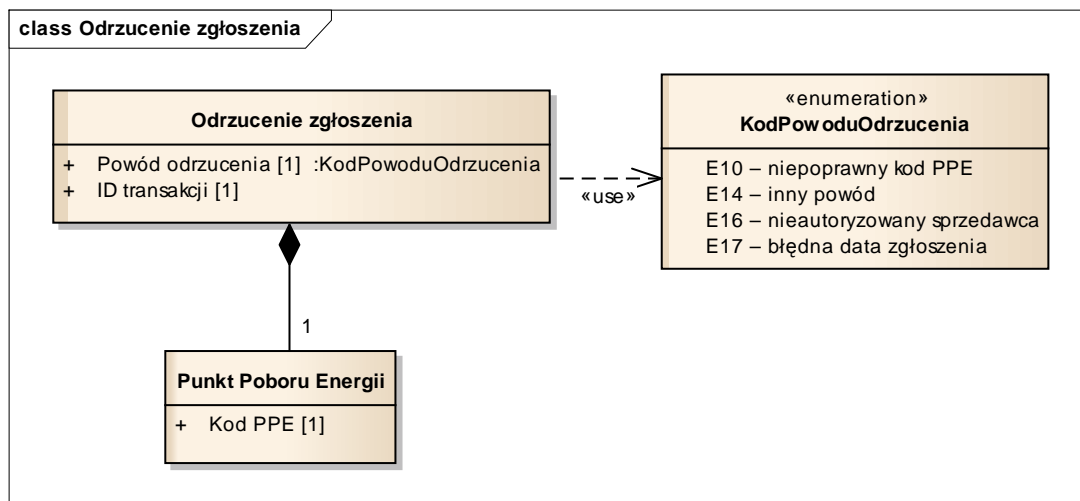 class Odrzucenie zgłoszenia
Odrzucenie zgłoszenia
+ Powód odrzucenia [1] :KodPowoduOdrzucenia
+ ID transakcji [1]
«use»
«enumeration»
KodPowoduOdrzucenia
E10 – niepoprawny kod PPE
E14 – inny powód
E16 – nieautoryzowany sprzedawca
E17 – błędna data zgłoszenia
1
Punkt Poboru Energii
+ Kod PPE [1]